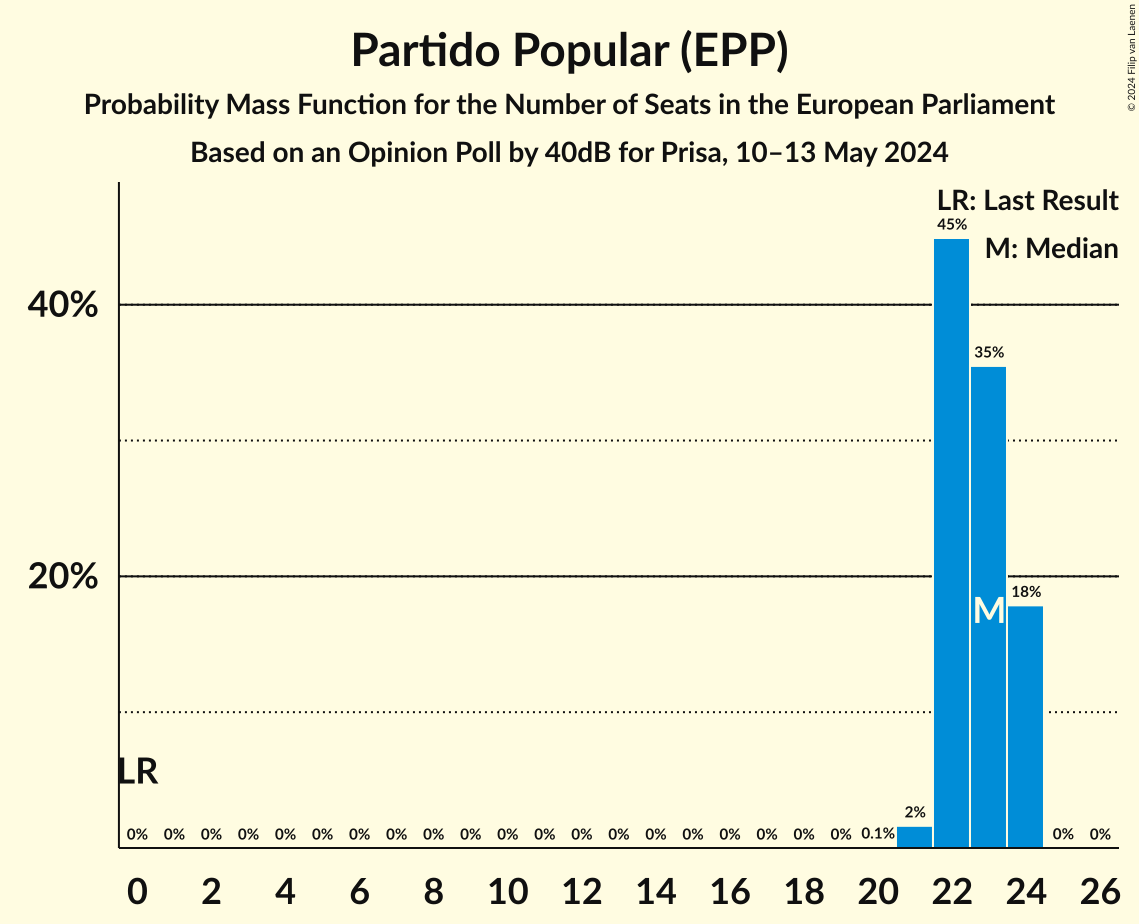 Partido Popular (EPP)
Probability Mass Function for the Number of Seats in the European Parliament
Based on an Opinion Poll by 40dB for Prisa, 10–13 May 2024
© 2024 Filip van Laenen
LR: Last Result
M: Median
45%
40%
35%
20%
18%
M
LR
2%
0% 0% 0% 0% 0% 0% 0% 0% 0% 0% 0% 0% 0% 0% 0% 0% 0% 0% 0% 0% 0.1% 0% 0%
0 2 4 6 8 10 12 14 16 18 20 22 24 26